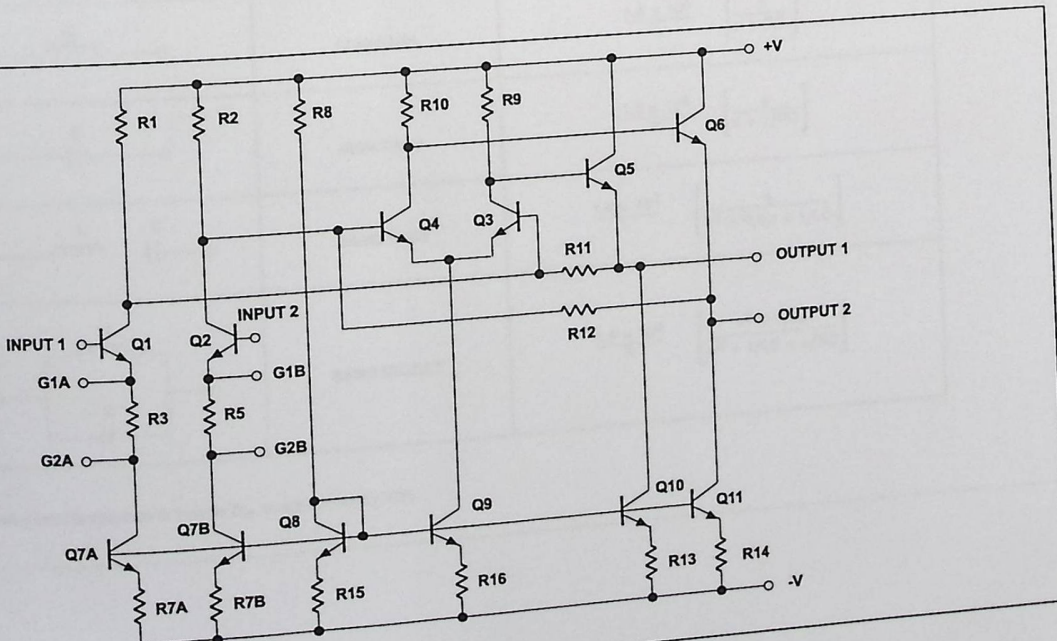 +V
R1
R2
R8
R10
R9
Q6
Q5
Q4
Q3
R11
OUTPUT 1
INPUT 2
R12
OUTPUT 2
INPUT 1
Q1
Q2
G1A
G1B
R3
R5
G2A
G2B
Q7A
Q7B
Q8
Q9
Q10
Q11
R7A
R7B
R15
R16
R13
R14
-V